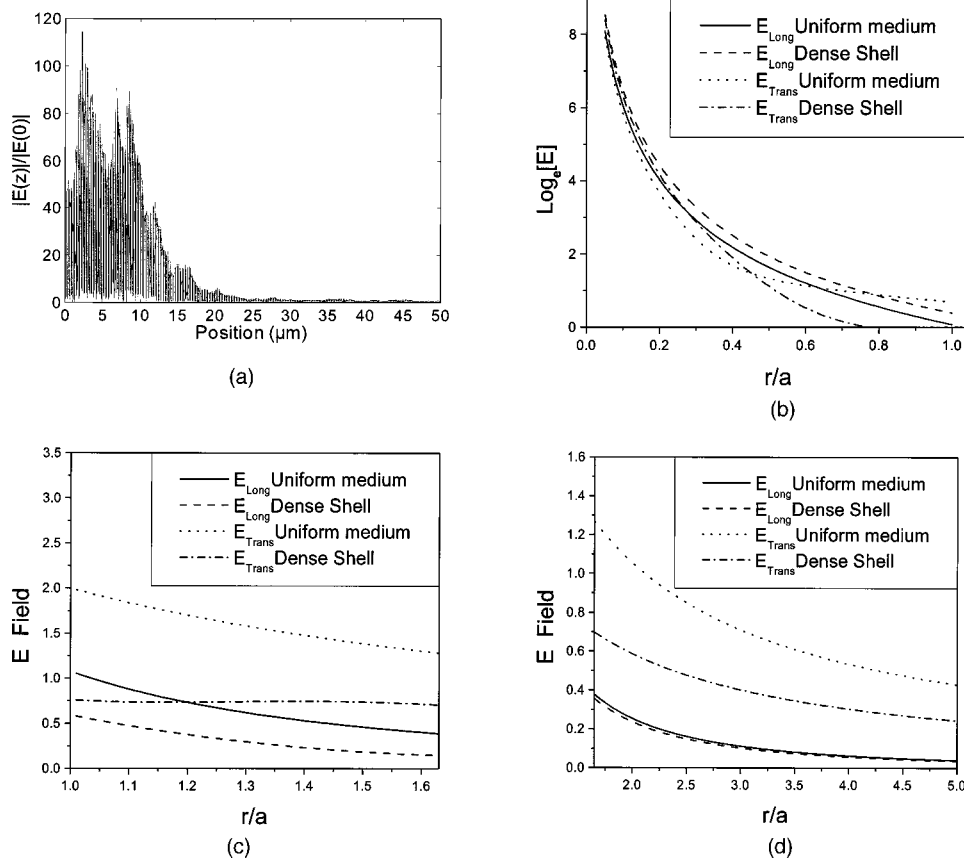 120
100
80
60
40
20
0
|E(z)|/|E(0)|
0 5 10 15 20 25 30 35 40 45 50
Position (µm)
(a)
E_Long Uniform medium
E_Long Dense Shell
E_Trans Uniform medium
E_Trans Dense Shell
8
6
4
2
0
Log_e[E]
0.0 0.2 0.4 0.6 0.8 1.0
r/a
(b)
3.5
3.0
2.5
2.0
1.5
1.0
0.5
0.0
E Field
E_Long Uniform medium
E_Long Dense Shell
E_Trans Uniform medium
E_Trans Dense Shell
1.0 1.1 1.2 1.3 1.4 1.5 1.6
r/a
(c)
1.6
1.4
1.2
1.0
0.8
0.6
0.4
0.2
0.0
E Field
E_Long Uniform medium
E_Long Dense Shell
E_Trans Uniform medium
E_Trans Dense Shell
2.0 2.5 3.0 3.5 4.0 4.5 5.0
r/a
(d)